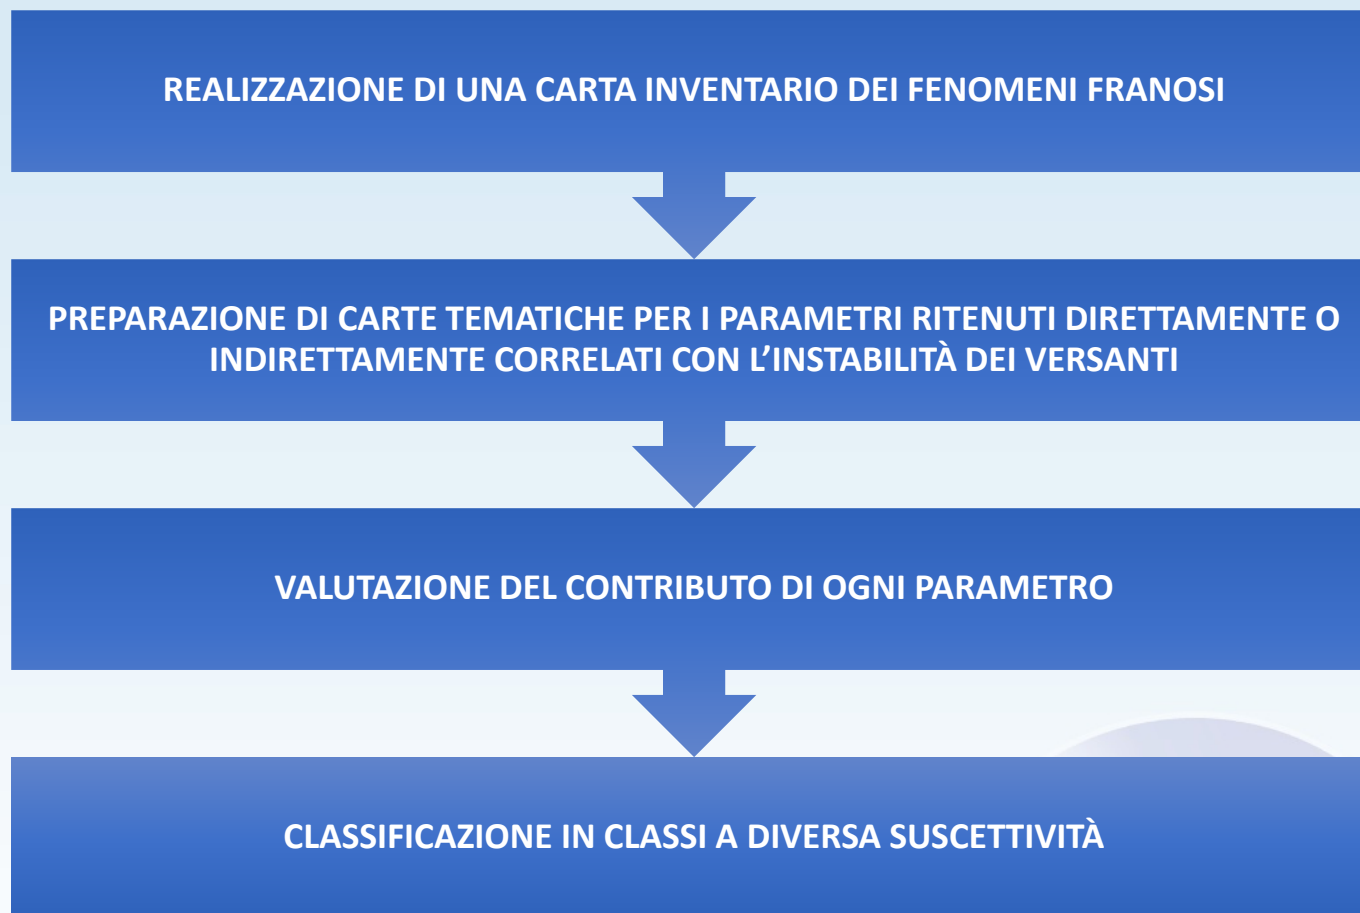 REALIZZAZIONE DI UNA CARTA INVENTARIO DEI FENOMENI FRANOSI
PREPARAZIONE DI CARTE TEMATICHE PER I PARAMETRI RITENUTI DIRETTAMENTE O
INDIRETTAMENTE CORRELATI CON L’INSTABILITÀ DEI VERSANTI
VALUTAZIONE DEL CONTRIBUTO DI OGNI PARAMETRO
CLASSIFICAZIONE IN CLASSI A DIVERSA SUSCETTIVITÀ